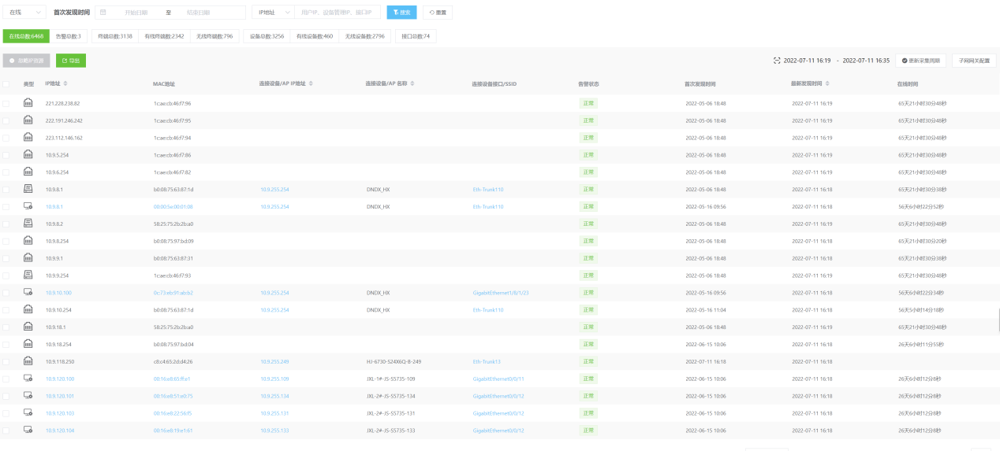 在线 首次发现时间 开始日期 至 结束日期 IP地址 用户IP、设备管理IP、接口IP 搜索 重置
在线总数:6468 告警总数:3 终端总数:3138 有线终端数:2342 无线终端数:796 设备总数:3256 有线设备数:460 无线设备数:2796 接口总数:74
忽略IP资源 导出 2022-07-11 16:19 - 2022-07-11 16:35 更新采集周期 子网网关配置
类型 IP地址 MAC地址 连接设备/AP IP地址 连接设备/AP 名称 连接设备接口/SSID 告警状态 首次发现时间 最新发现时间 在线时间
221.228.238.82 1c:ae:cb:46:f7:96 正常 2022-05-06 18:48 2022-07-11 16:19 65天21小时30分48秒
222.191.246.242 1c:ae:cb:46:f7:95 正常 2022-05-06 18:48 2022-07-11 16:19 65天21小时30分48秒
223.112.146.162 1c:ae:cb:46:f7:94 正常 2022-05-06 18:48 2022-07-11 16:19 65天21小时30分48秒
10.9.5.254 1c:ae:cb:46:f7:86 正常 2022-05-06 18:48 2022-07-11 16:19 65天21小时30分48秒
10.9.6.254 1c:ae:cb:46:f7:82 正常 2022-05-06 18:48 2022-07-11 16:19 65天21小时30分48秒
10.9.8.1 b0:08:75:63:87:1d 10.9.255.254 DNDX_HX Eth-Trunk110 正常 2022-05-06 18:48 2022-07-11 16:18 65天21小时30分38秒
10.9.8.1 00:00:5e:00:01:08 10.9.255.254 DNDX_HX Eth-Trunk110 正常 2022-05-16 09:56 2022-07-11 16:18 56天6小时22分52秒
10.9.8.2 58:25:75:2b:2b:a0 正常 2022-05-06 18:48 2022-07-11 16:19 65天21小时30分48秒
10.9.8.254 b0:08:75:97:bd:09 正常 2022-05-06 18:48 2022-07-11 16:18 65天21小时30分20秒
10.9.9.1 b0:08:75:63:87:31 正常 2022-05-06 18:48 2022-07-11 16:18 65天21小时30分38秒
10.9.9.254 1c:ae:cb:46:f7:93 正常 2022-05-06 18:48 2022-07-11 16:19 65天21小时30分48秒
10.9.10.100 0c:73:eb:91:ab:b2 10.9.255.254 DNDX_HX GigabitEthernet1/8/1/23 正常 2022-05-16 09:56 2022-07-11 16:18 56天6小时22分34秒
10.9.10.254 b0:08:75:63:87:1d 10.9.255.254 DNDX_HX Eth-Trunk110 正常 2022-05-16 11:04 2022-07-11 16:18 56天5小时14分18秒
10.9.18.1 58:25:75:2b:2b:a0 正常 2022-05-06 18:48 2022-07-11 16:19 65天21小时30分48秒
10.9.18.254 b0:08:75:97:bd:04 正常 2022-06-15 10:06 2022-07-11 16:18 26天6小时11分55秒
10.9.118.250 c8:c4:65:2d:d4:26 10.9.255.249 HJ-6730-S24X6Q-B-249 Eth-Trunk13 正常 2022-07-11 16:18 2022-07-11 16:18
10.9.120.100 00:16:e8:65:ff:e1 10.9.255.109 JXL-1#-JS-S5735-109 GigabitEthernet0/0/11 正常 2022-06-15 10:06 2022-07-11 16:18 26天6小时12分8秒
10.9.120.101 00:16:e8:51:e0:75 10.9.255.134 JXL-2#-JS-S5735-134 GigabitEthernet0/0/12 正常 2022-06-15 10:06 2022-07-11 16:18 26天6小时12分8秒
10.9.120.103 00:16:e8:22:56:f5 10.9.255.131 JXL-2#-JS-S5735-131 GigabitEthernet0/0/12 正常 2022-06-15 10:06 2022-07-11 16:18 26天6小时12分8秒
10.9.120.104 00:16:e8:19:e1:61 10.9.255.133 JXL-2#-JS-S5735-133 GigabitEthernet0/0/12 正常 2022-06-15 10:06 2022-07-11 16:18 26天6小时12分8秒